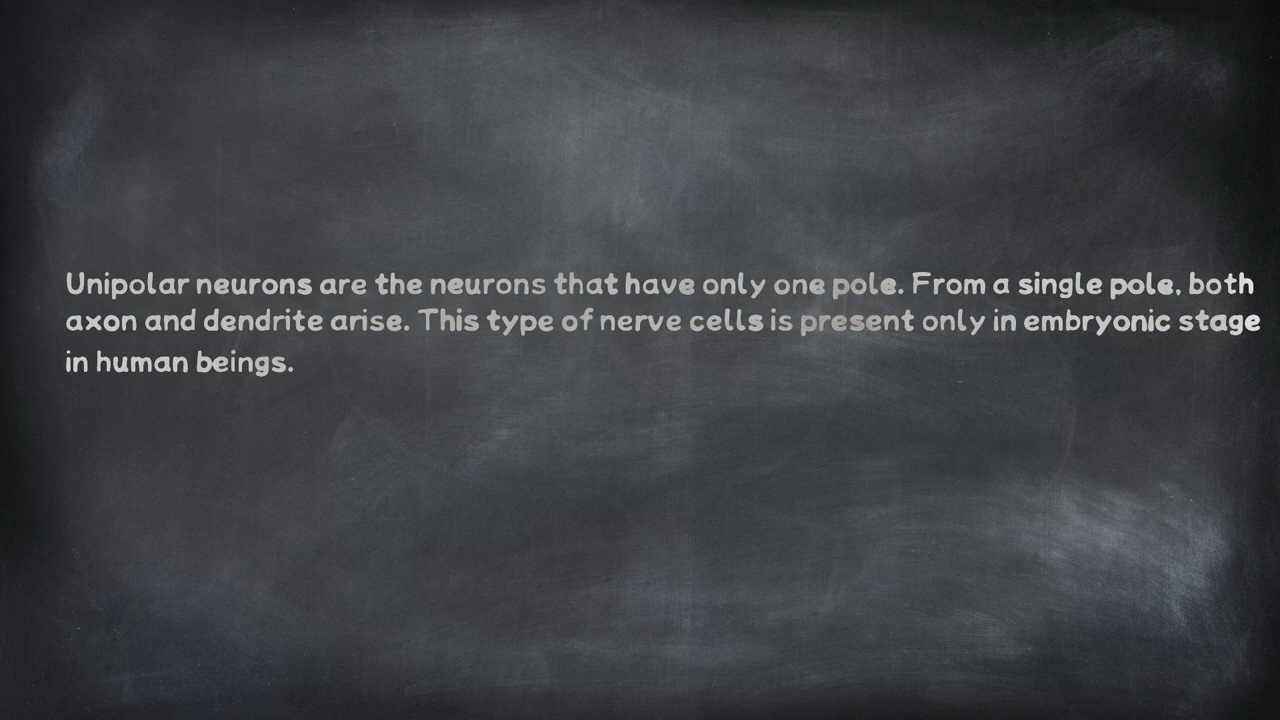 Unipolar neurons are the neurons that have only one pole. From a single pole, both
axon and dendrite arise. This type of nerve cells is present only in embryonic stage
in human beings.